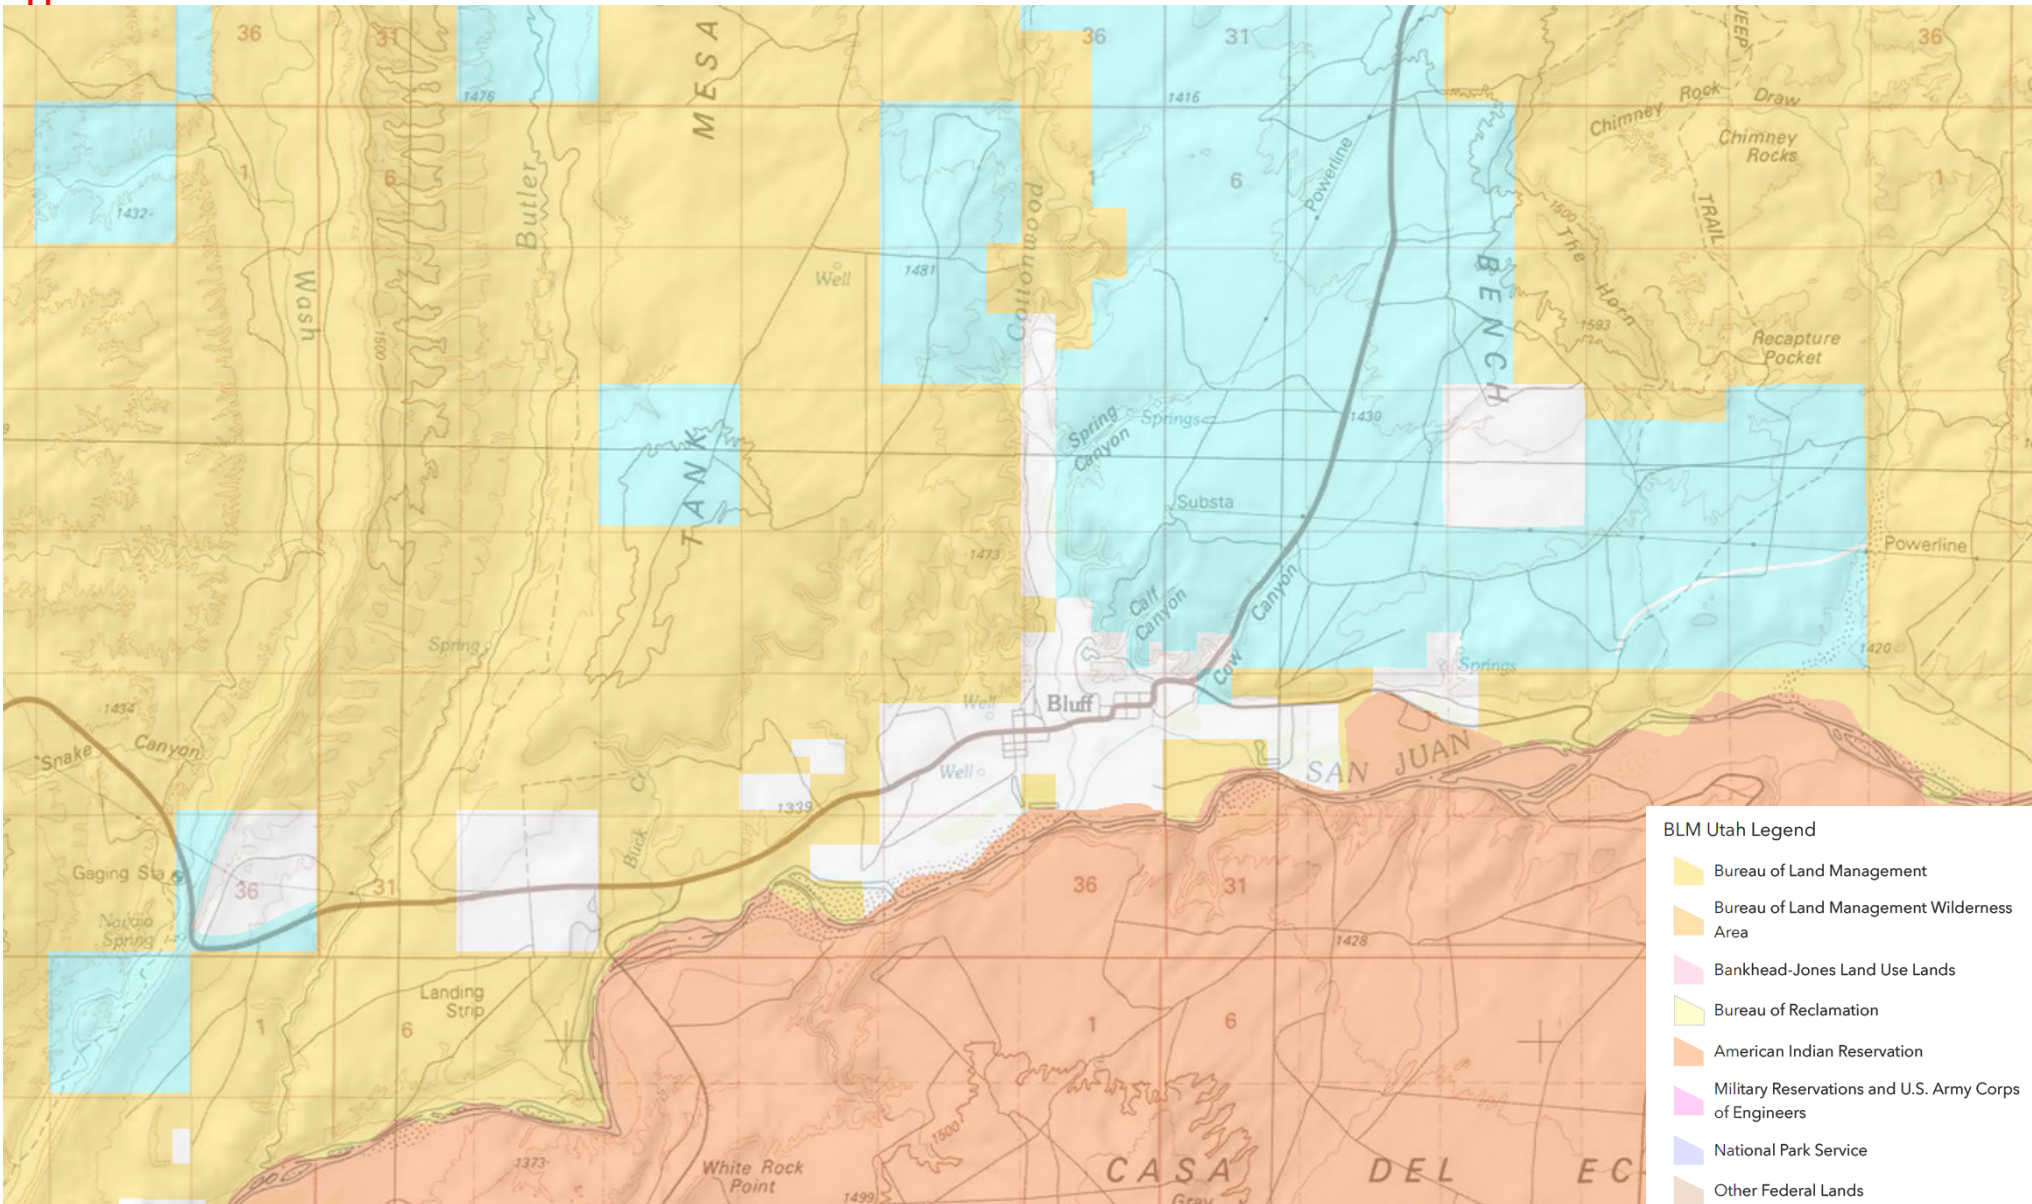 36
31
MESA
36
31
JEEP
36
1476
1416
Chimney Rock Draw
Chimney
Rocks
Powerline
1
6
1
6
1
1432
Butler
Cottonwood
TRAIL
1500
The Horn
Wash
Well
1481
BENCH
1593
Recapture
Pocket
1500
9
Spring
Canyon
Springs
1430
TANK
Substa
1473
Powerline
Calf
Canyon
Cow Canyon
Spring
1420
Springs
1434
Well
Bluff
Snake Canyon
SAN JUAN
Well
1339
Buck
Gaging Sta
36
31
36
31
Navajo
Spring
1428
Landing
Strip
1
6
1
6
1500
1373
White Rock
Point
1499
CASA DEL EC
Gray
BLM Utah Legend
Bureau of Land Management
Bureau of Land Management Wilderness
Area
Bankhead-Jones Land Use Lands
Bureau of Reclamation
American Indian Reservation
Military Reservations and U.S. Army Corps
of Engineers
National Park Service
Other Federal Lands